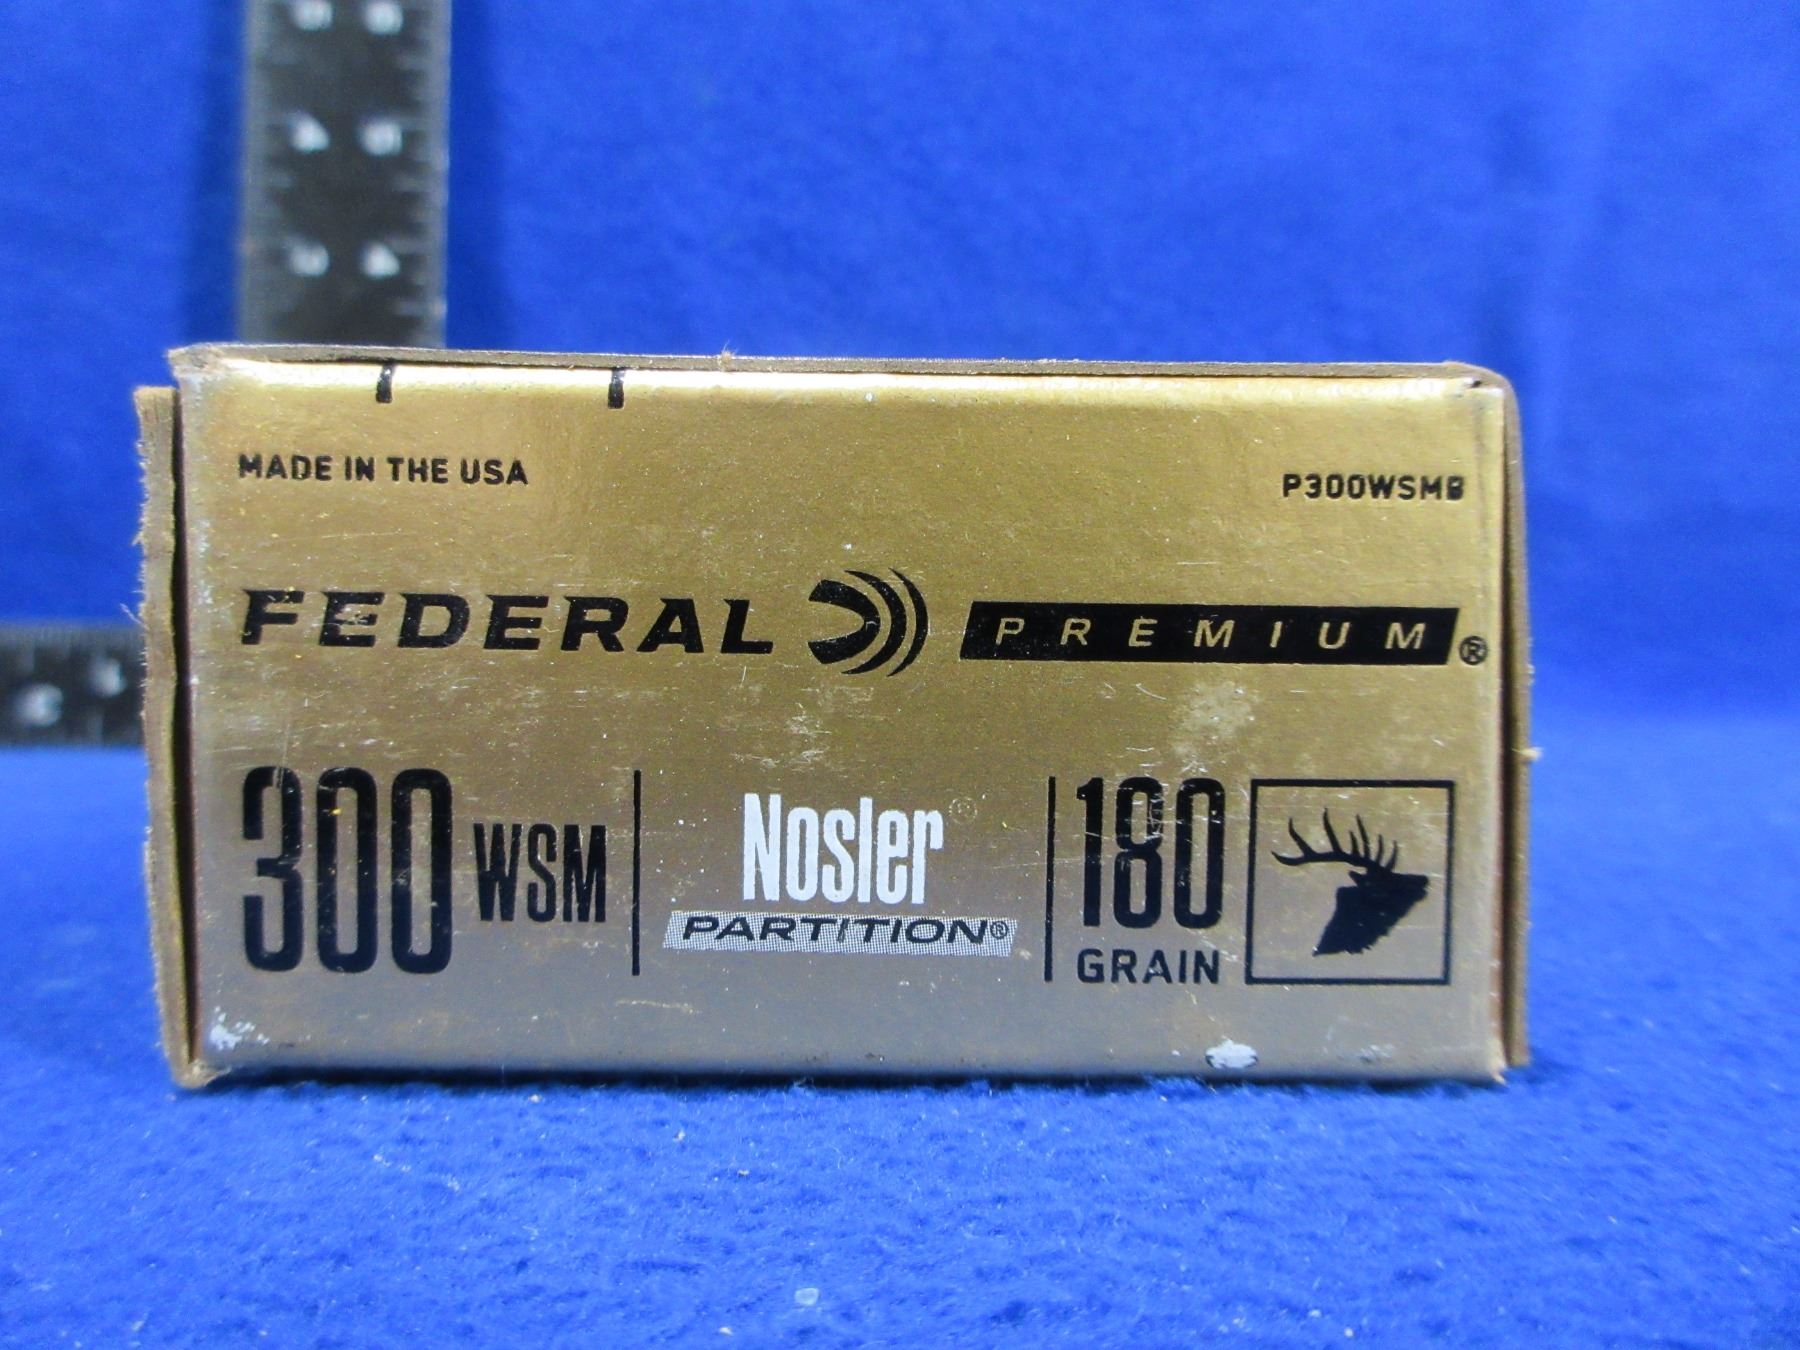 MADE IN THE USA
P300WSMB
FEDERAL PREMIUM®
300 WSM
Nosler®
PARTITION®
180
GRAIN